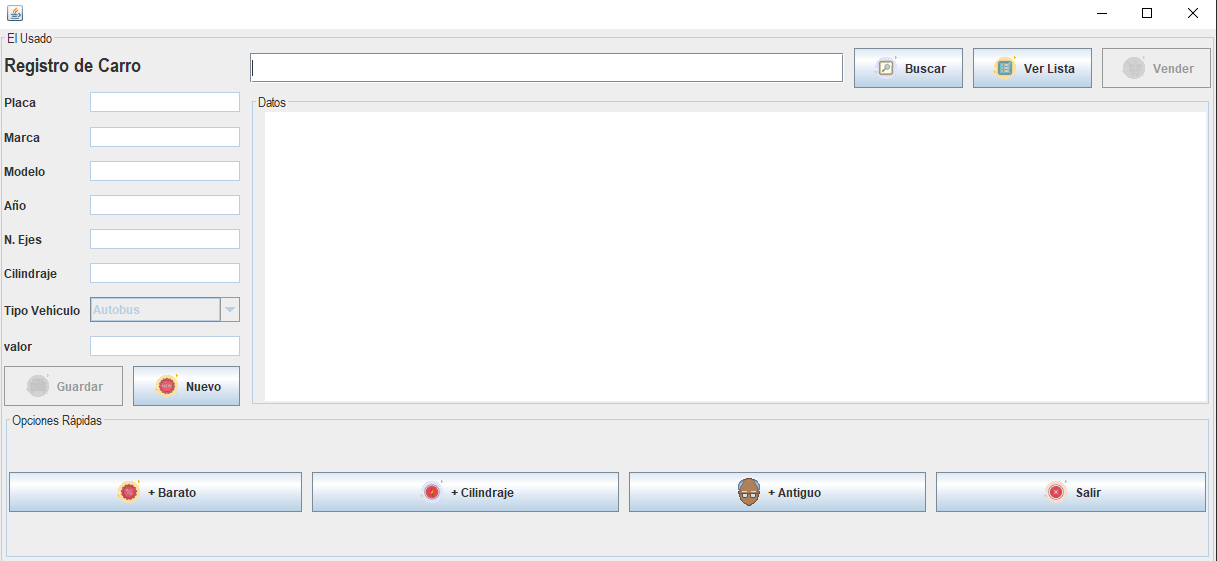 El Usado
Registro de Carro
Buscar
Ver Lista
Vender
Placa
Marca
Modelo
Año
N. Ejes
Cilindraje
Tipo Vehículo
Autobus
valor
Guardar
Nuevo
Datos
Opciones Rápidas
+ Barato
+ Cilindraje
+ Antiguo
Salir